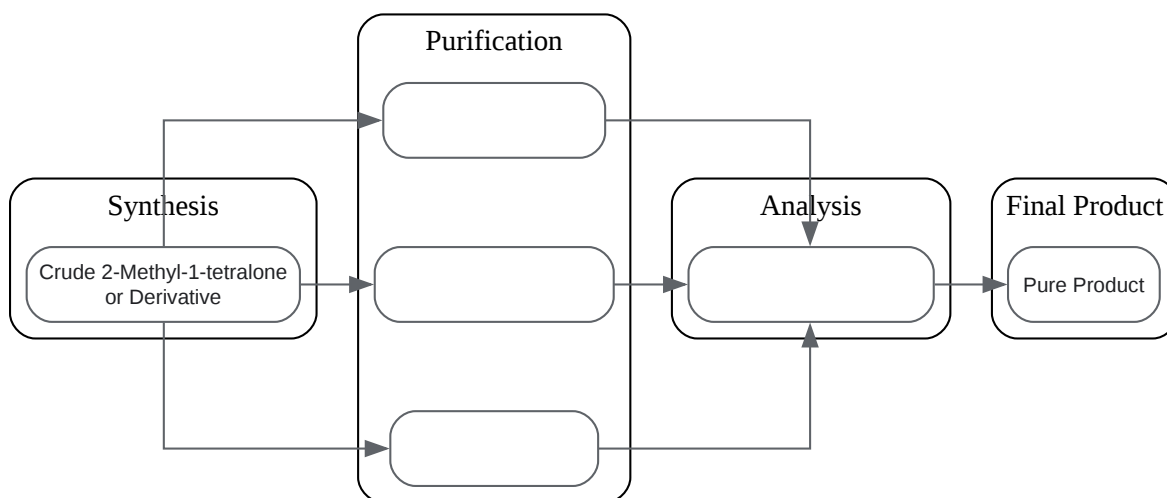 Purification
Synthesis
Crude 2-Methyl-1-tetralone
or Derivative
Analysis
Final Product
Pure Product